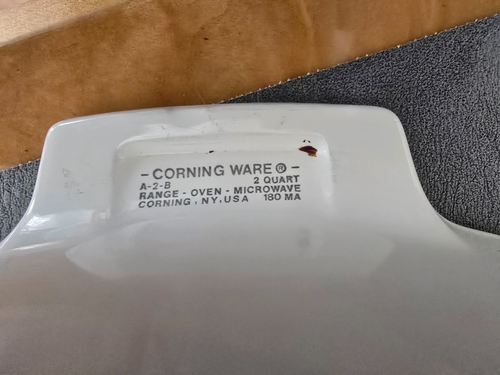 - CORNING WARE ® -
A-2-B 2 QUART
RANGE - OVEN - MICROWAVE
CORNING , NY, USA 180 MA